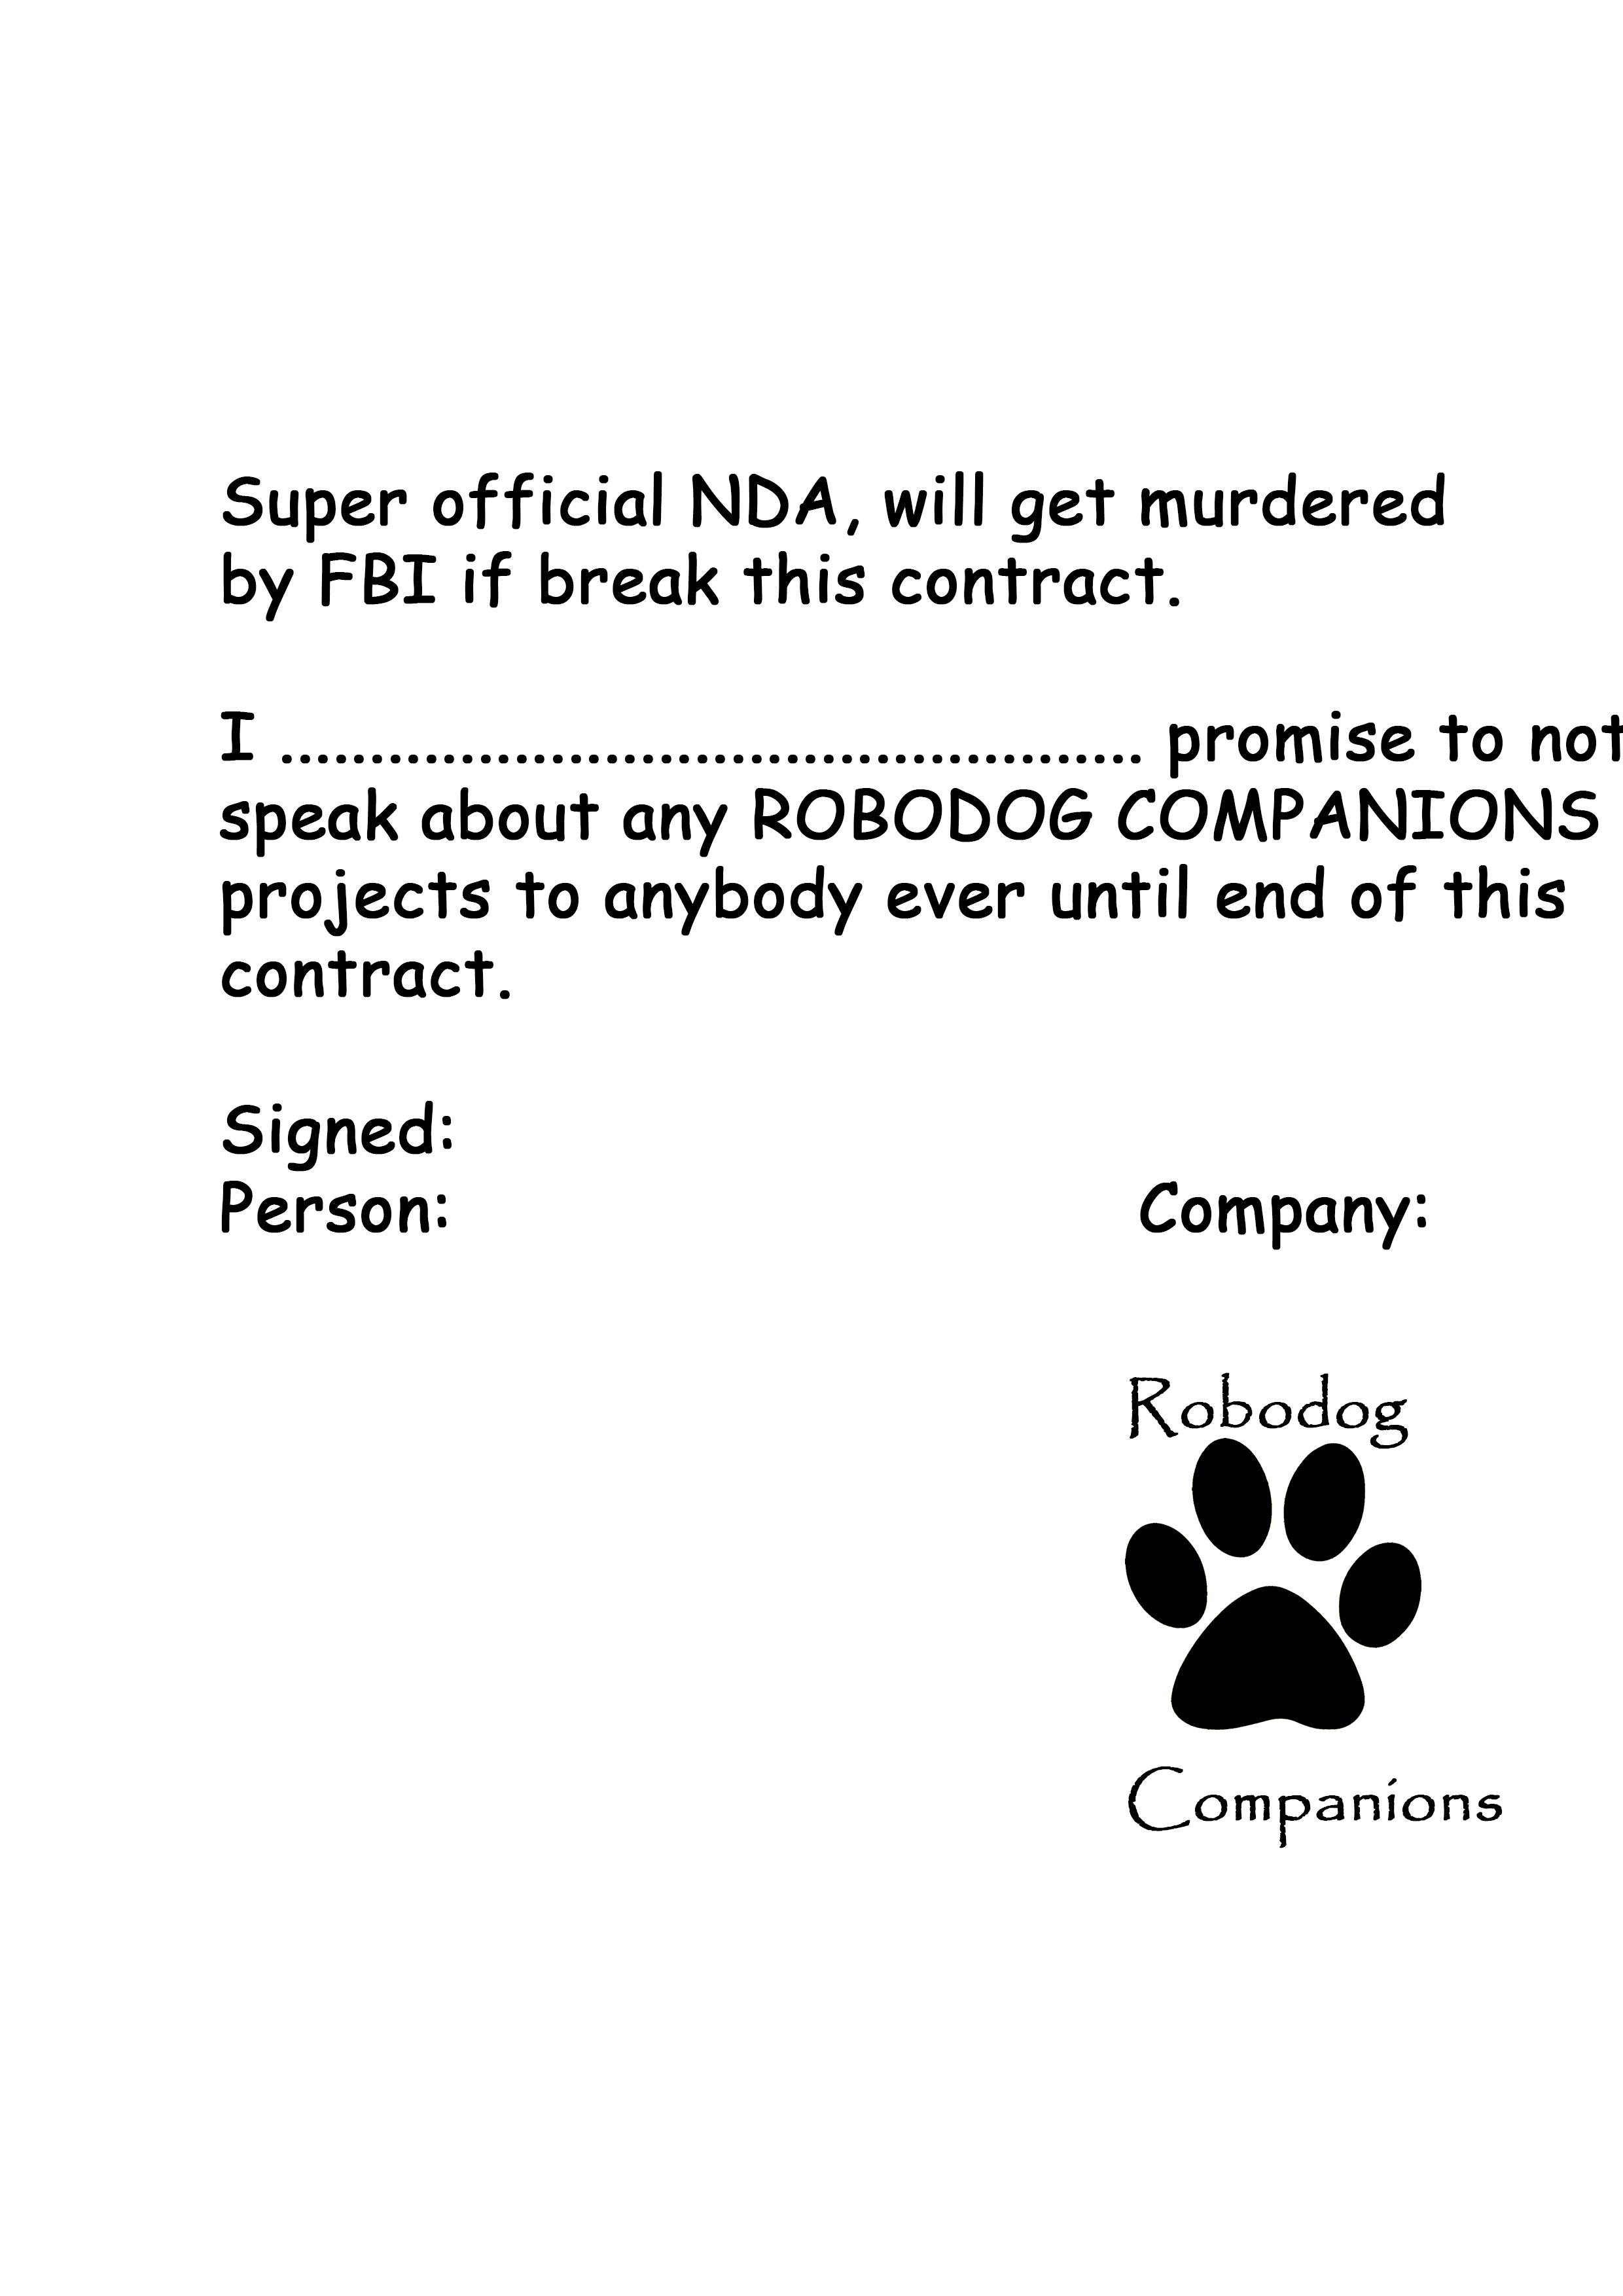 Super official NDA, will get murdered
by FBI if break this contract.
I ................................................ promise to not
speak about any ROBODOG COMPANIONS
projects to anybody ever until end of this
contract.
Signed:
Person: Company:
Robodog
Companions